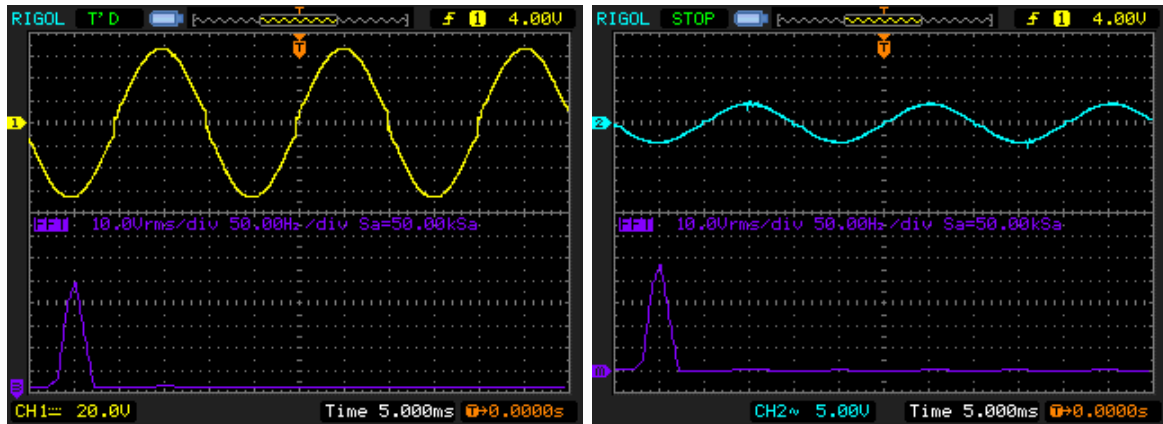 RIGOL T'D T ƒ 1 4.00V
T
1
FFT 10.0Vrms/div 50.00Hz/div Sa=50.00kSa
CH1 20.0V Time 5.000ms T→0.0000s
RIGOL STOP T ƒ 1 4.00V
T
2
FFT 10.0Vrms/div 50.00Hz/div Sa=50.00kSa
CH2~ 5.00V Time 5.000ms T→0.0000s